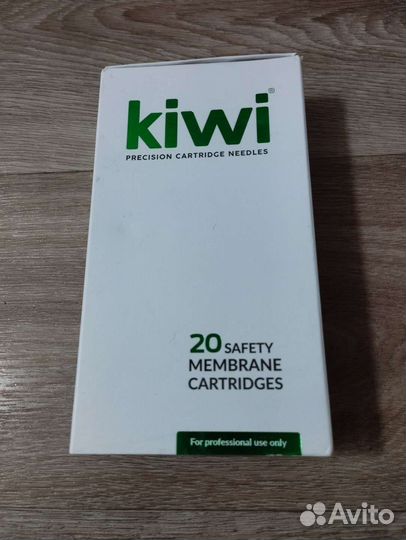 kiwi®
PRECISION CARTRIDGE NEEDLES
20 SAFETY
MEMBRANE
CARTRIDGES
For professional use only
Avito